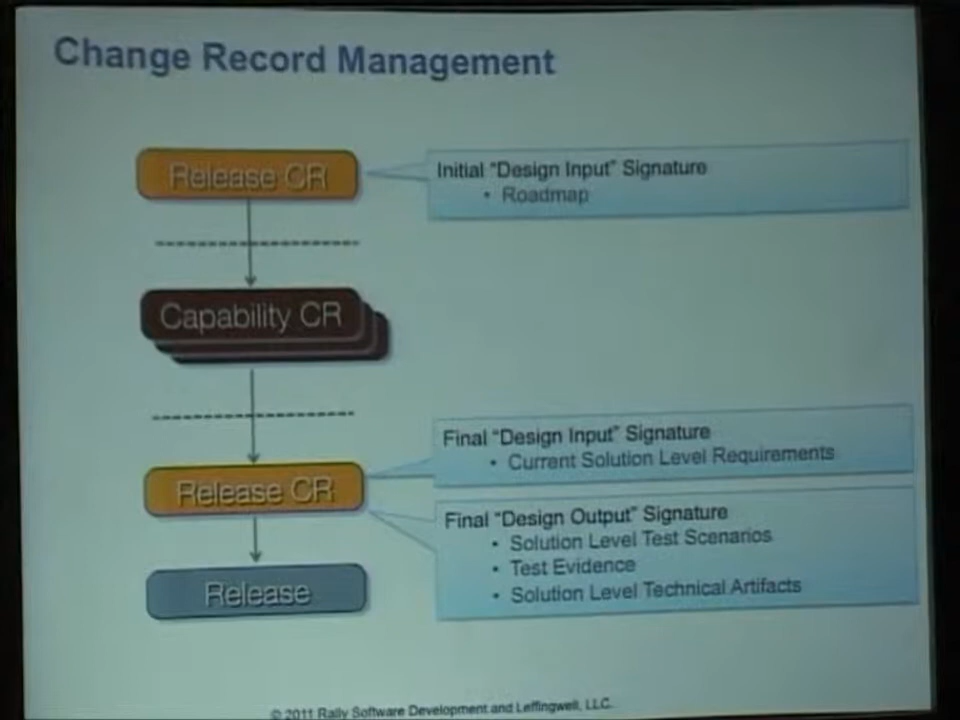 Change Record Management
Release CR
Initial "Design Input" Signature
• Roadmap
Capability CR
Final "Design Input" Signature
• Current Solution Level Requirements
Release CR
Final "Design Output" Signature
• Solution Level Test Scenarios
• Test Evidence
• Solution Level Technical Artifacts
Release
© 2011 Rally Software Development and Leffingwell, LLC.